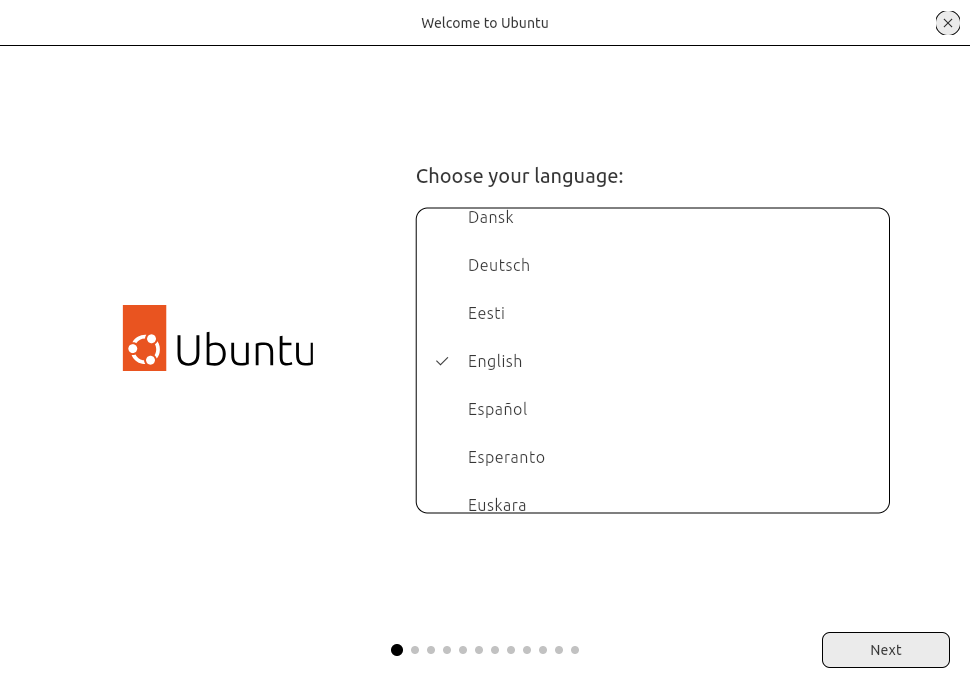 Welcome to Ubuntu
Choose your language:
Dansk
Deutsch
Eesti
English
Español
Esperanto
Euskara
Ubuntu
Next